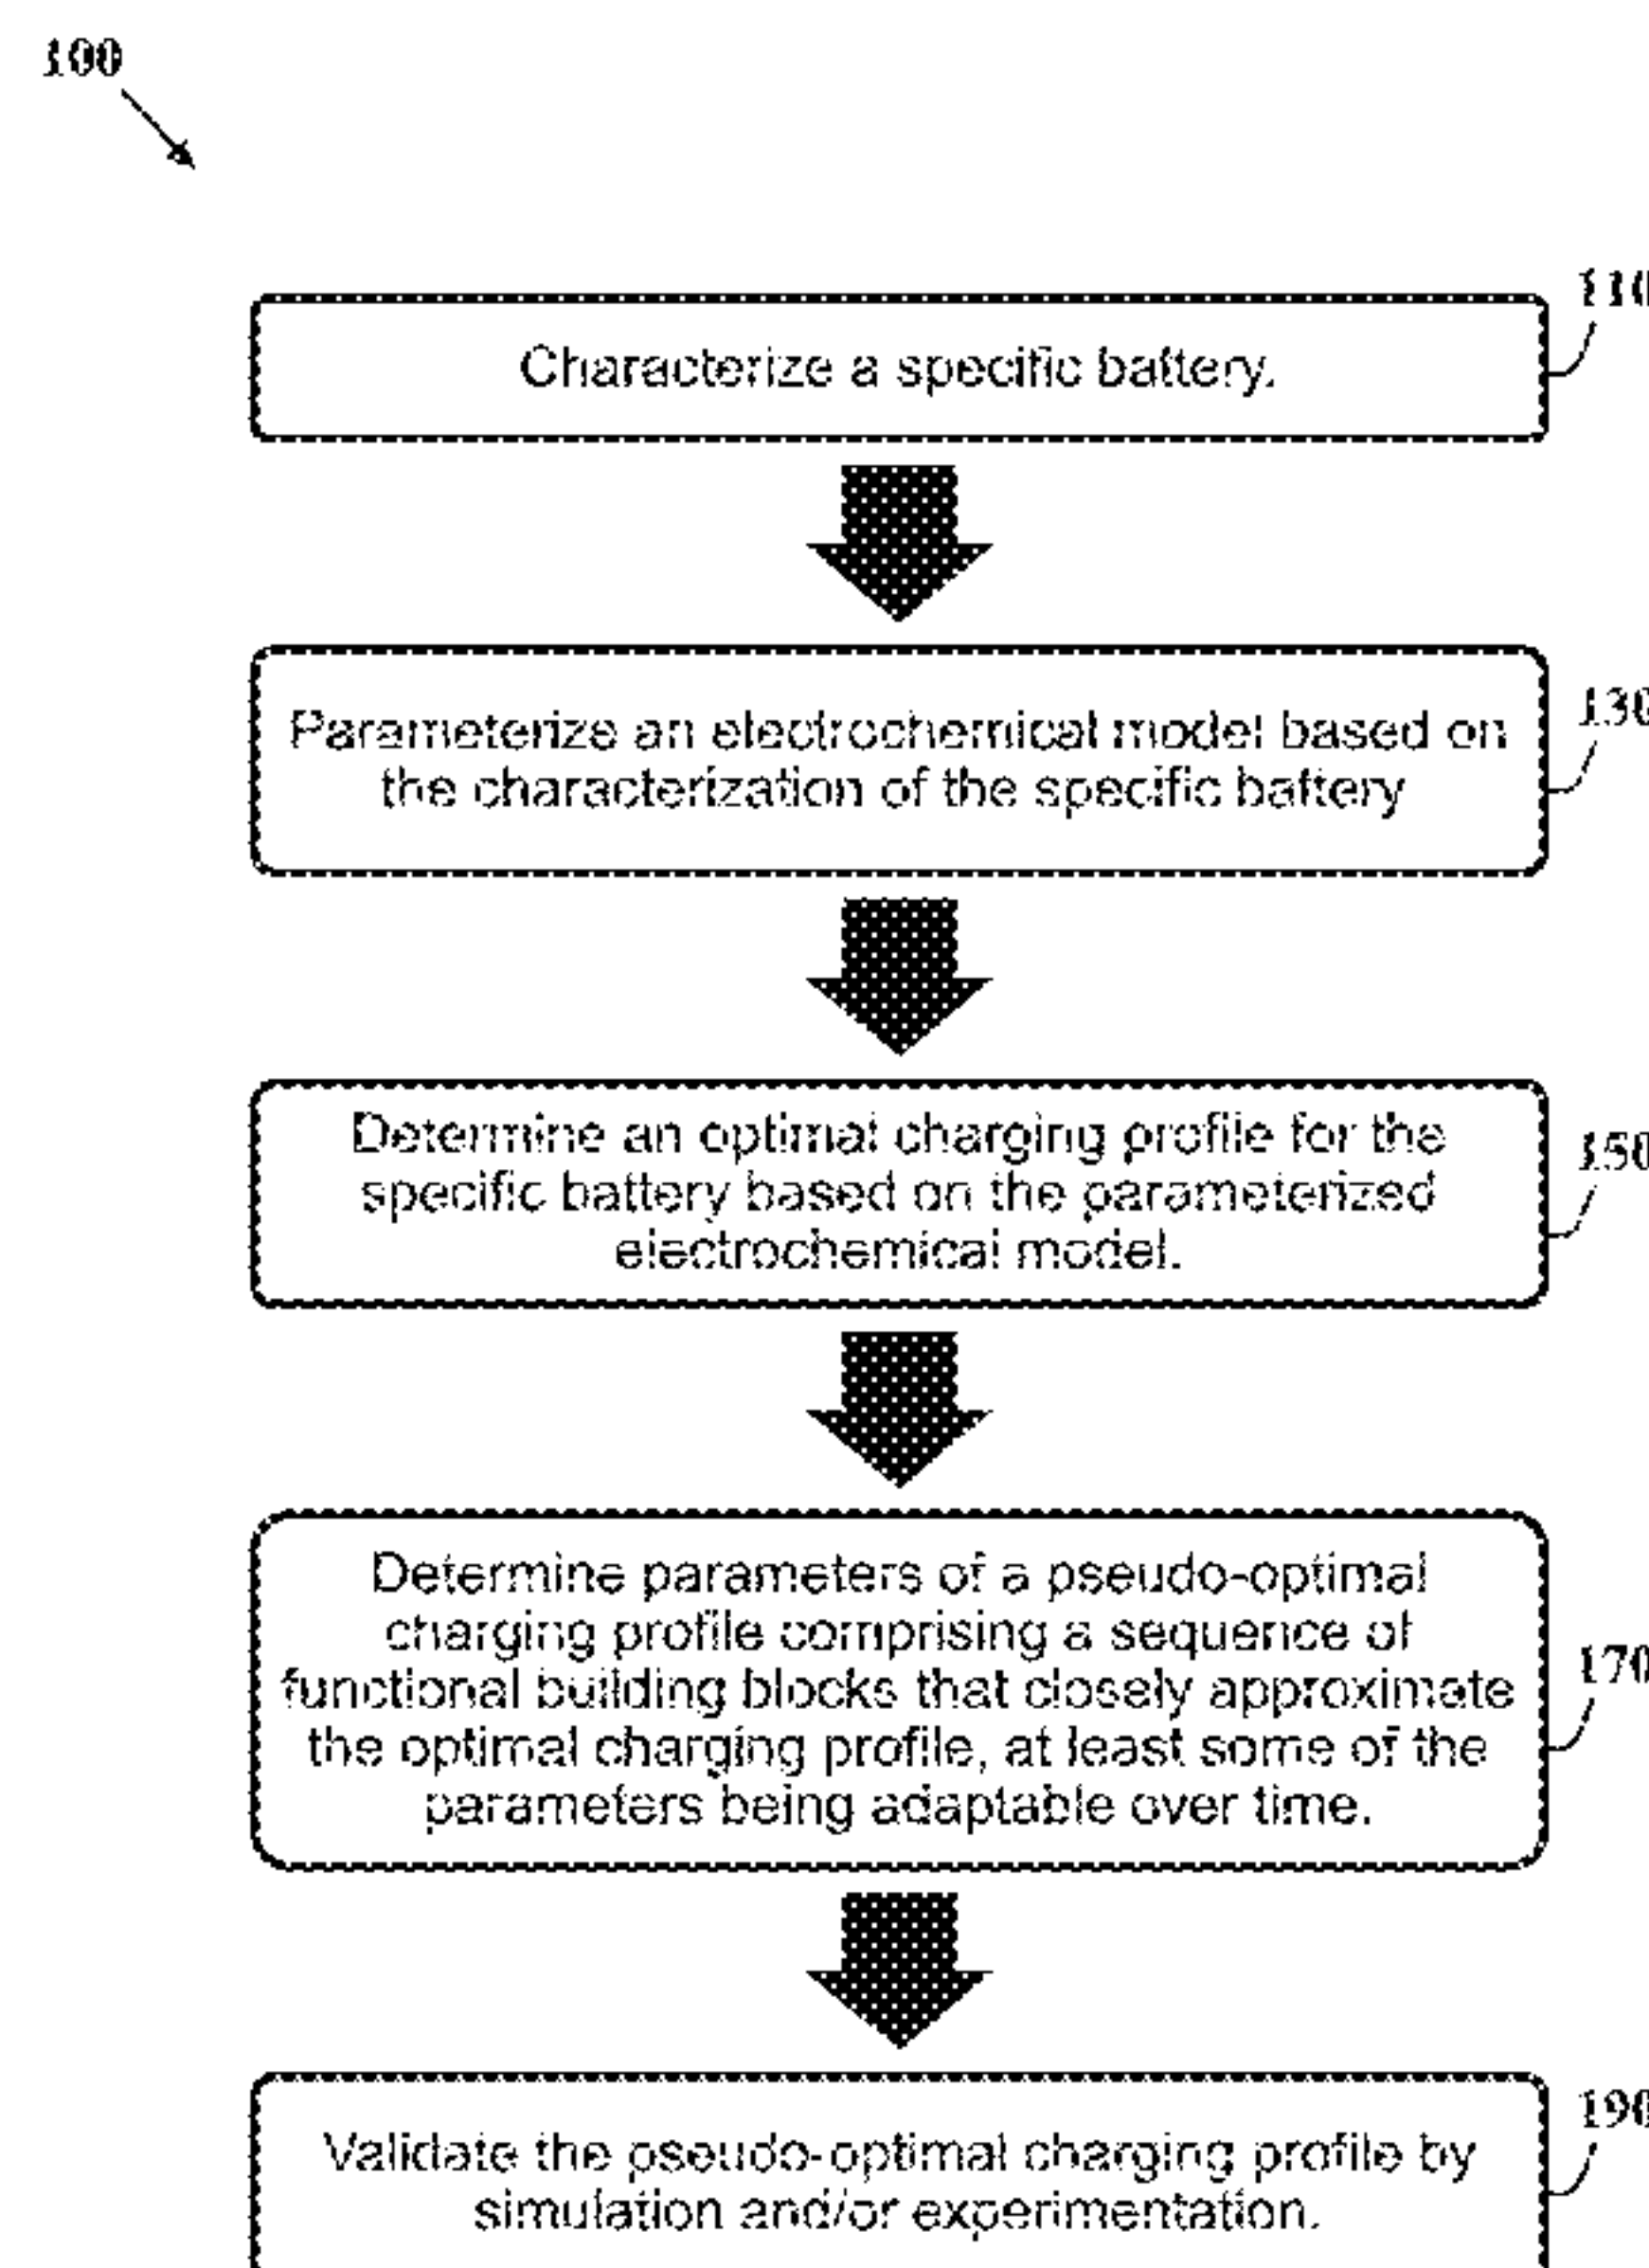 100
110
Characterize a specific battery.
130
Parameterize an electrochemical model based on
the characterization of the specific battery
150
Determine an optimal charging profile for the
specific battery based on the parameterized
electrochemical model.
170
Determine parameters of a pseudo-optimal
charging profile comprising a sequence of
functional building blocks that closely approximate
the optimal charging profile, at least some of the
parameters being adaptable over time.
190
Validate the pseudo-optimal charging profile by
simulation and/or experimentation.